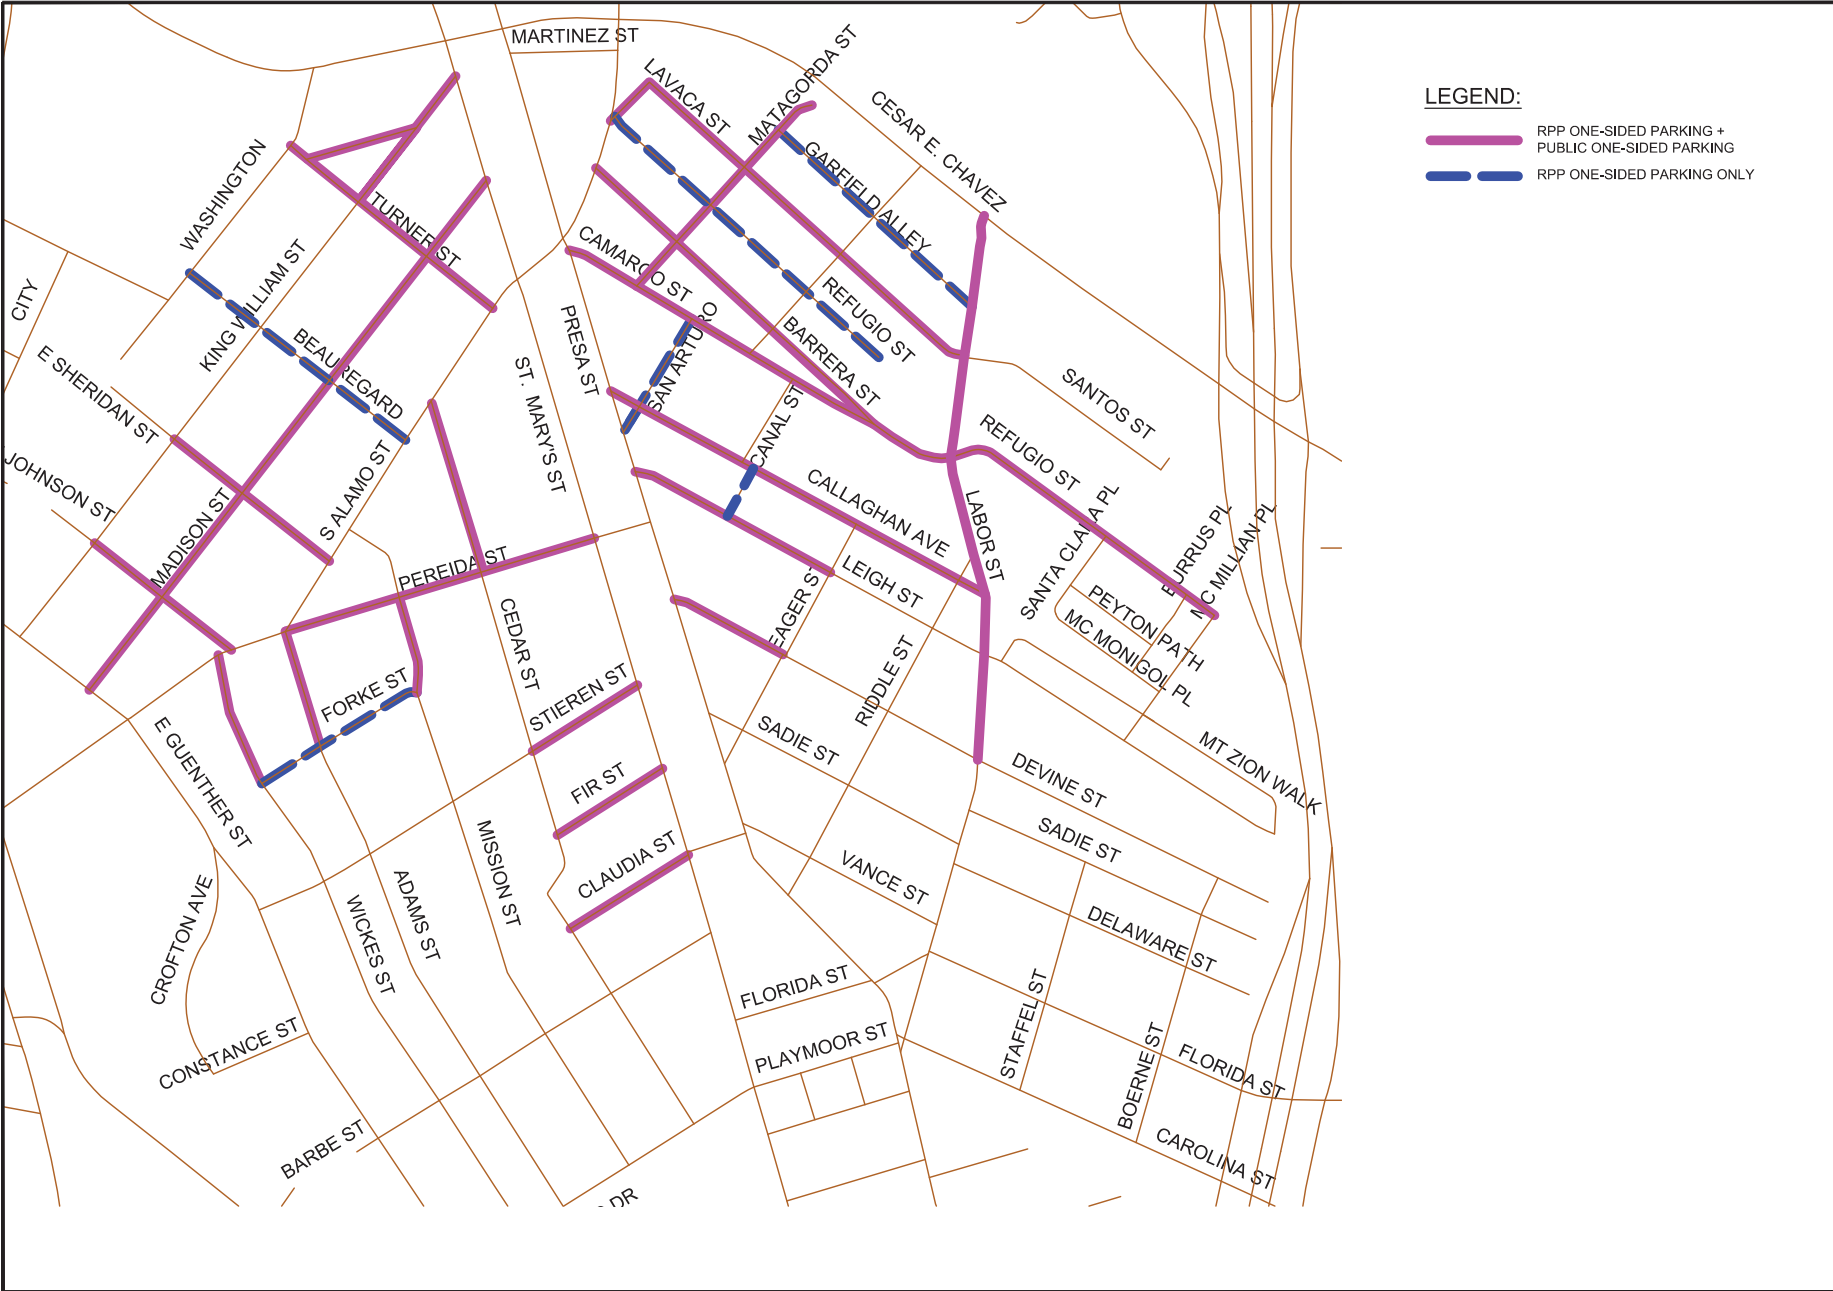 MARTINEZ ST
LAVACA ST
MATAGORDA ST
CESAR E. CHAVEZ
LEGEND:
RPP ONE-SIDED PARKING +
PUBLIC ONE-SIDED PARKING
RPP ONE-SIDED PARKING ONLY
WASHINGTON
TURNER ST
GARFIELD ALLEY
CITY
KING WILLIAM ST
CAMARGO ST
REFUGIO ST
BEAUREGARD
PRESA ST
SAN ARTURO
BARRERA ST
E SHERIDAN ST
ST. MARY'S ST
CANAL ST
SANTOS ST
JOHNSON ST
MADISON ST
S ALAMO ST
CALLAGHAN AVE
REFUGIO ST
LABOR ST
SANTA CLARA PL
BURRUS PL
MC MILLIAN PL
PEREIDA ST
CEDAR ST
EAGER ST
LEIGH ST
PEYTON PATH
MC MONIGOL PL
RIDDLE ST
FORKE ST
STIEREN ST
E GUENTHER ST
SADIE ST
DEVINE ST
MT ZION WALK
FIR ST
MISSION ST
CLAUDIA ST
VANCE ST
SADIE ST
CROFTON AVE
WICKES ST
ADAMS ST
DELAWARE ST
FLORIDA ST
STAFFEL ST
CONSTANCE ST
PLAYMOOR ST
BOERNE ST
FLORIDA ST
BARBE ST
CAROLINA ST
DR